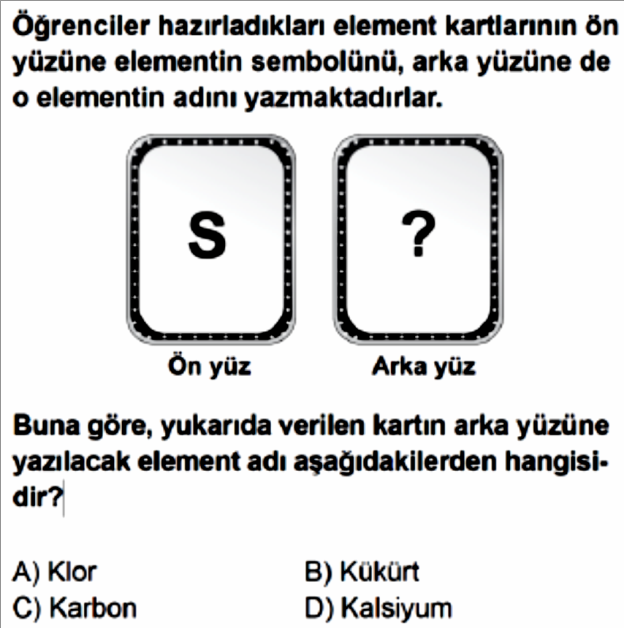 Öğrenciler hazırladıkları element kartlarının ön
yüzüne elementin sembolünü, arka yüzüne de
o elementin adını yazmaktadırlar.
S ?
Ön yüz Arka yüz
Buna göre, yukarıda verilen kartın arka yüzüne
yazılacak element adı aşağıdakilerden hangisi-
dir?
A) Klor B) Kükürt
C) Karbon D) Kalsiyum